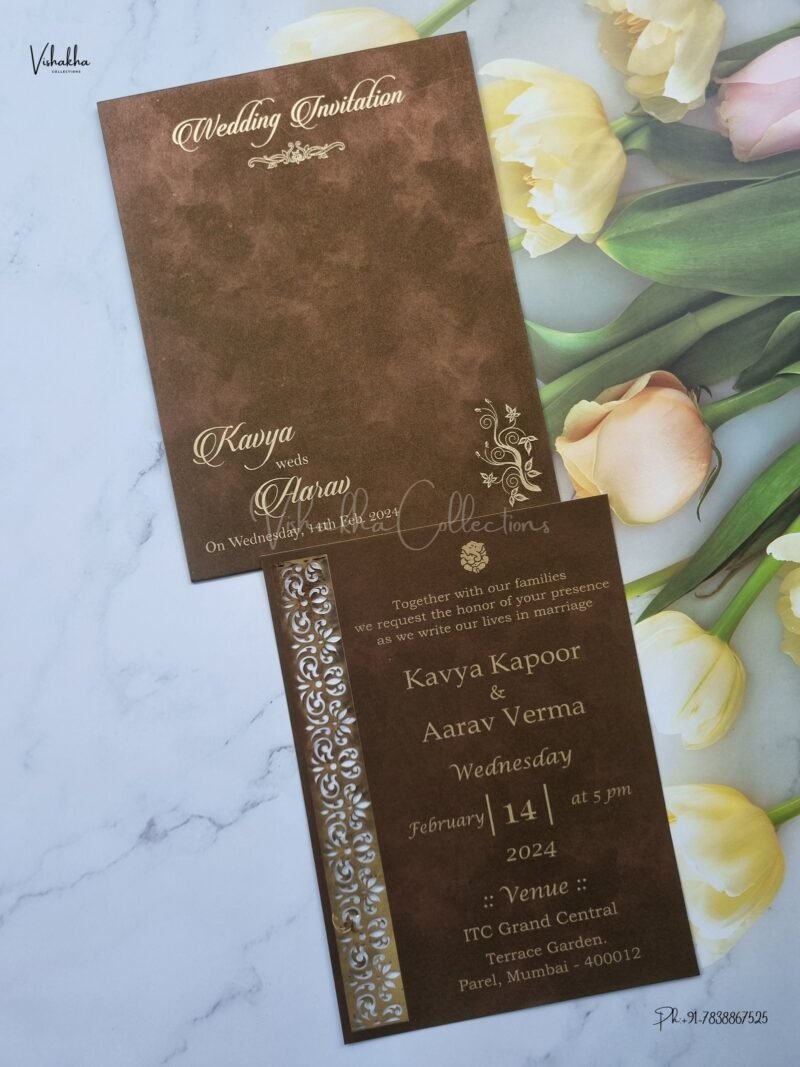 Vishakha
COLLECTIONS
Wedding Invitation
Kavya
weds
Aarav
On Wednesday, 14th Feb. 2024
Vishakha Collections
Together with our families
we request the honor of your presence
as we write our lives in marriage
Kavya Kapoor
&
Aarav Verma
Wednesday
February | 14 | at 5 pm
2024
:: Venue ::
ITC Grand Central
Terrace Garden.
Parel, Mumbai - 400012
Ph:+91-7838867525